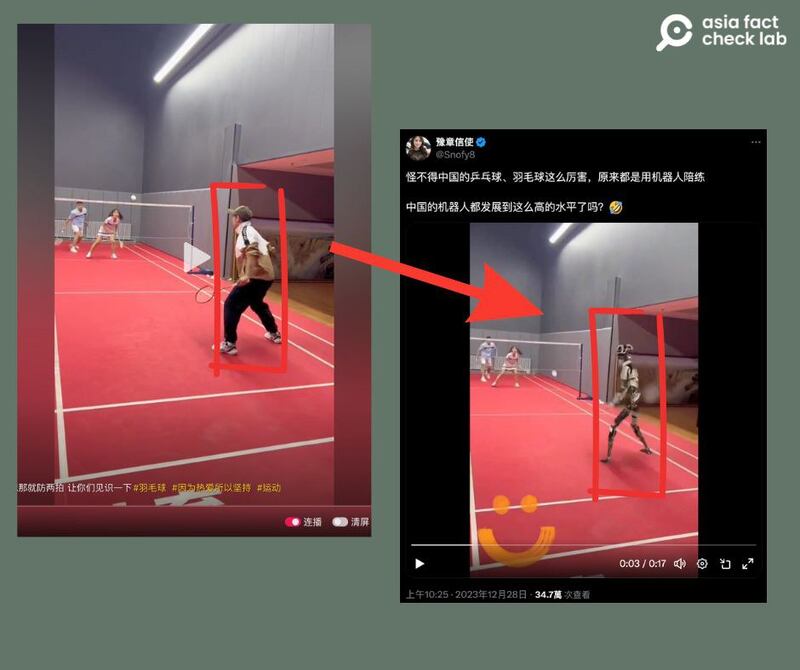 asia fact
check lab
豫章信使
@Snofy8
怪不得中国的乒乓球、羽毛球这么厉害，原来都是用机器人陪练
中国的机器人都发展到这么高的水平了吗？🤣
那就防两拍 让你们见识一下#羽毛球 #因为热爱所以坚持 #运动
连播
清屏
0:03 / 0:17
上午10:25 · 2023年12月28日 · 34.7萬 次查看